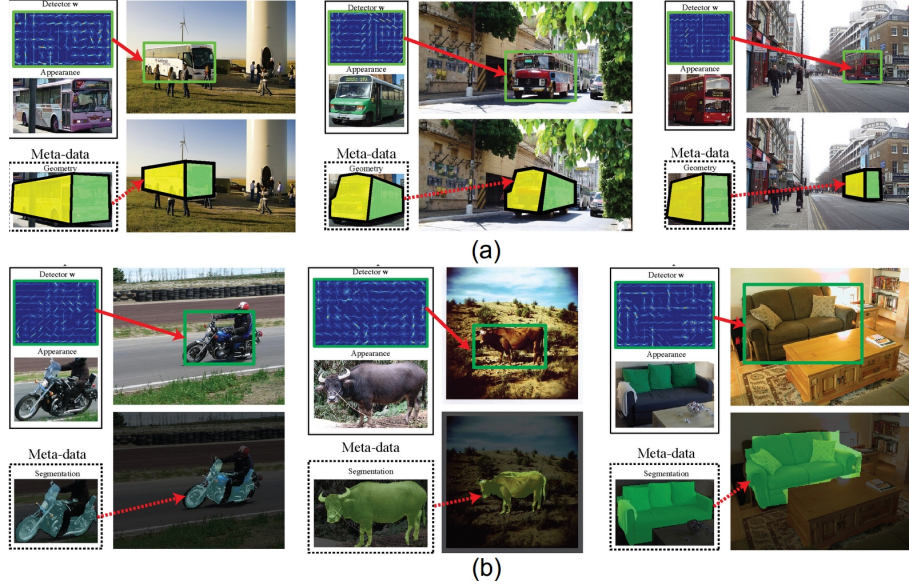 Detector w
Appearance
Meta-data
Geometry
Detector w
Appearance
Meta-data
Geometry
Detector w
Appearance
Meta-data
Geometry
(a)
Detector w
Appearance
Meta-data
Segmentation
Detector w
Appearance
Meta-data
Segmentation
Detector w
Appearance
Meta-data
Segmentation
(b)